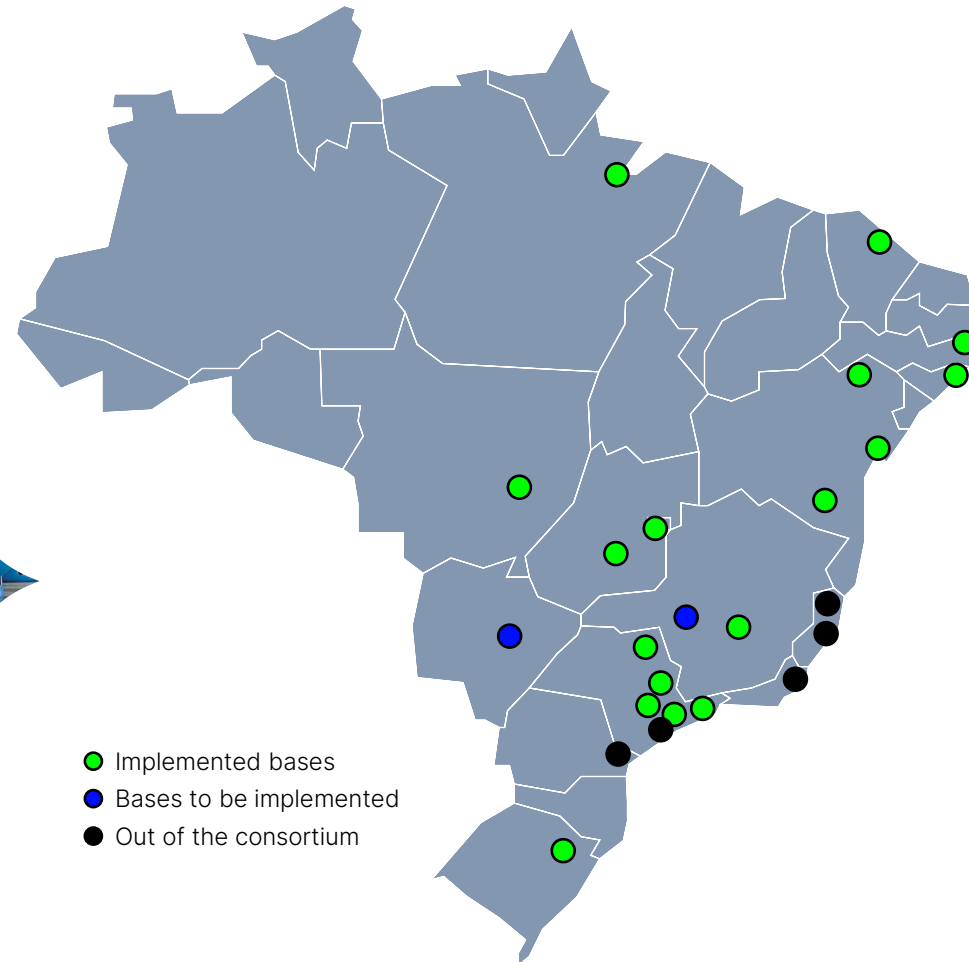 Implemented bases
Bases to be implemented
Out of the consortium